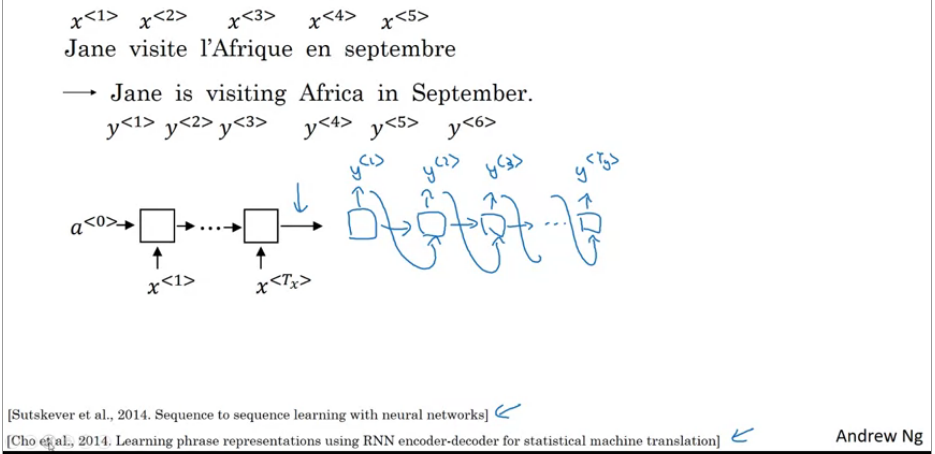 x<1> x<2> x<3> x<4> x<5>
Jane visite l'Afrique en septembre
→ Jane is visiting Africa in September.
y<1> y<2> y<3> y<4> y<5> y<6>
y<1> y<2> y<3> y<Ty>
a<0> → ....
x<1> x<Tx>
[Sutskever et al., 2014. Sequence to sequence learning with neural networks]
[Cho et al., 2014. Learning phrase representations using RNN encoder-decoder for statistical machine translation]
Andrew Ng